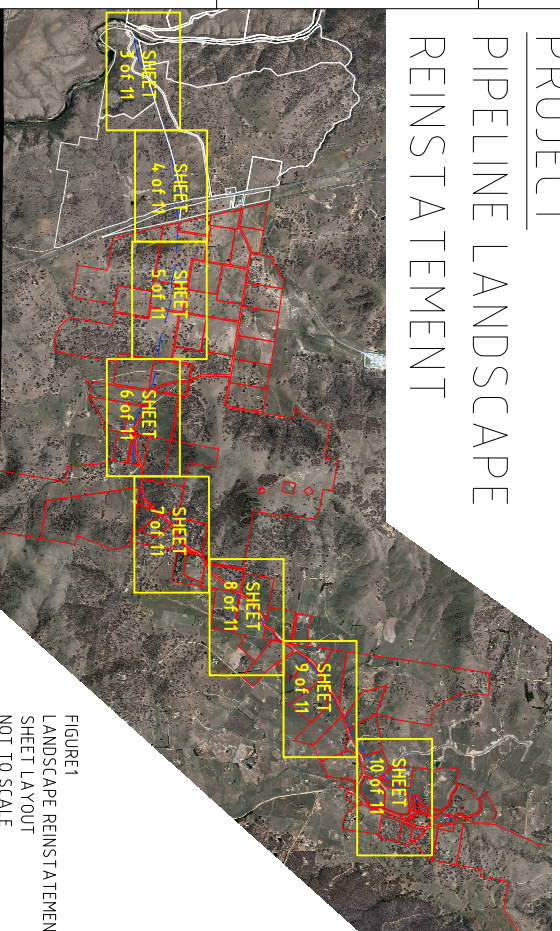 PROJECT
PIPELINE LANDSCAPE
REINSTATEMENT
SHEET
3 of 11
SHEET
4 of 11
SHEET
5 of 11
SHEET
6 of 11
SHEET
7 of 11
SHEET
8 of 11
SHEET
9 of 11
SHEET
10 of 11
FIGURE1
LANDSCAPE REINSTATEMEN
SHEET LAYOUT
NOT TO SCALE